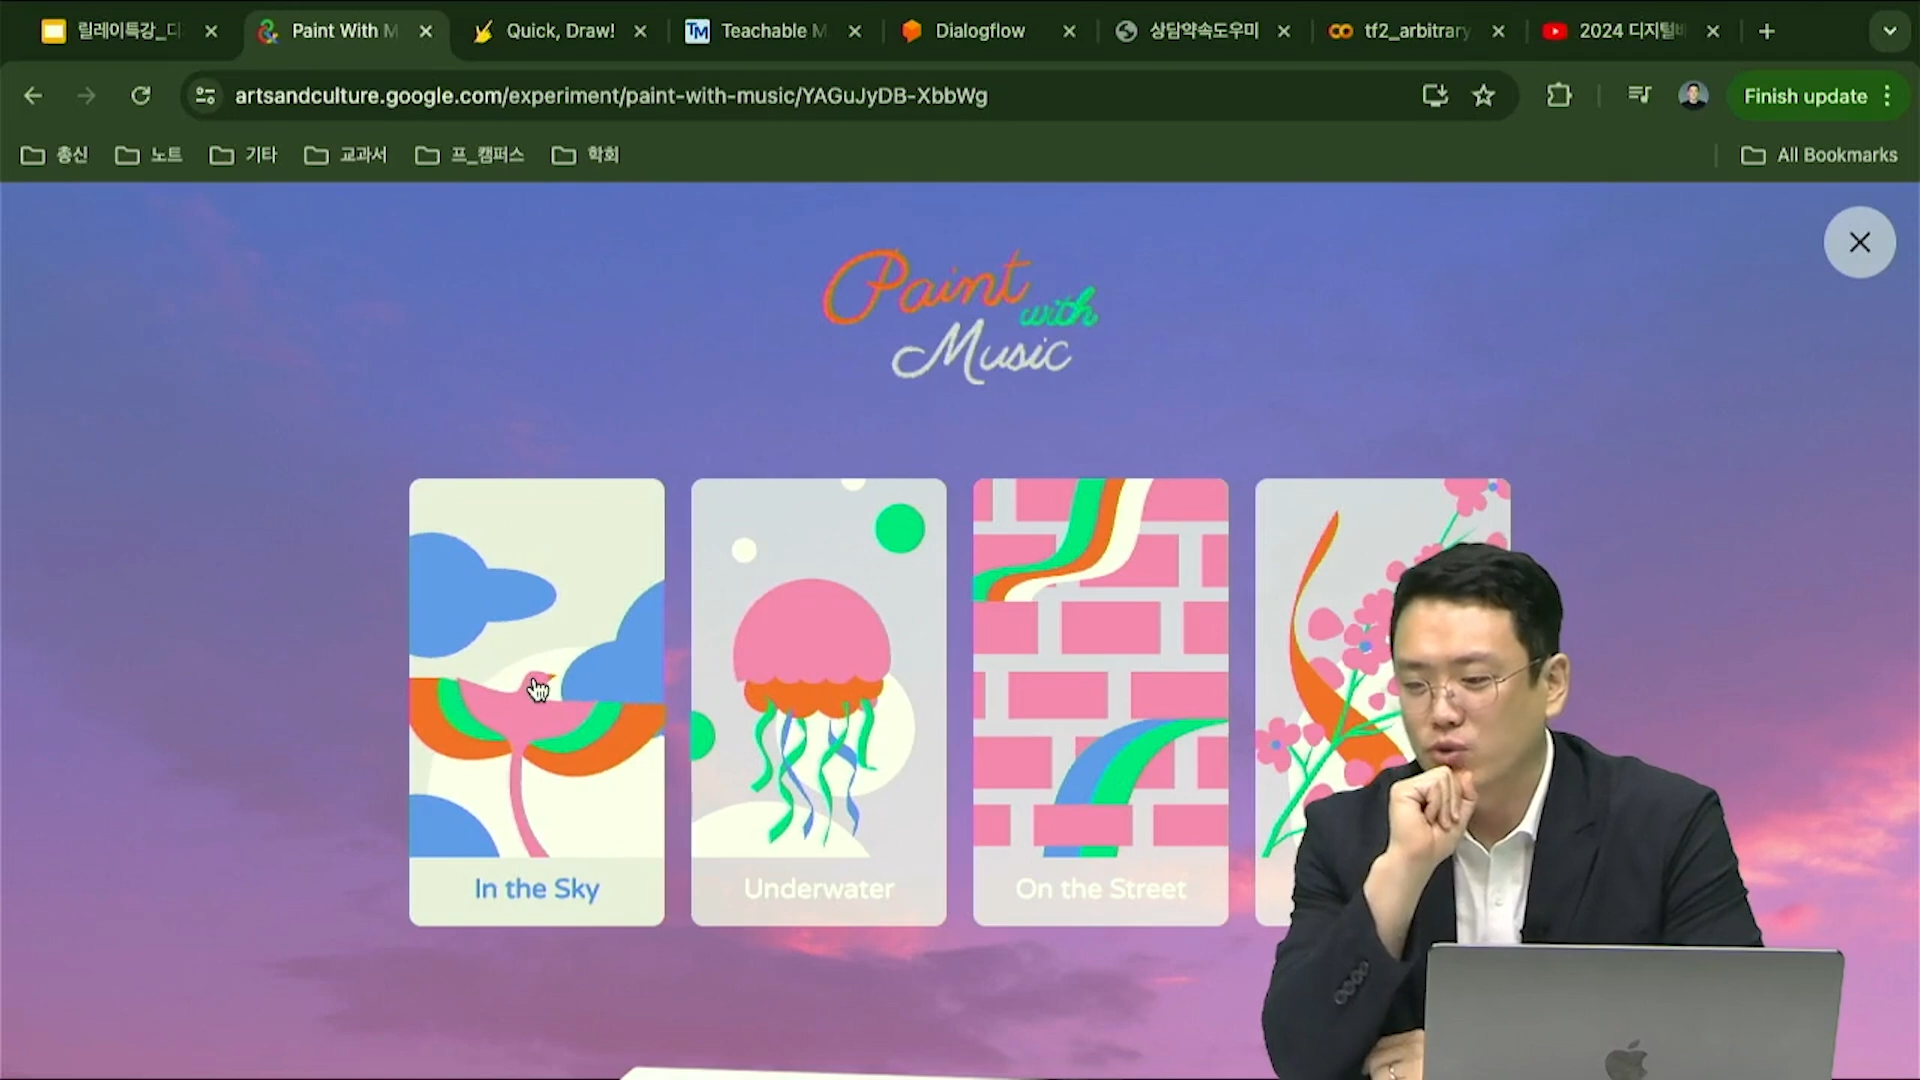 릴레이특강_디
Paint With M
Quick, Draw!
Teachable M
Dialogflow
상담약속도우미
tf2_arbitrary
2024 디지털
artsandculture.google.com/experiment/paint-with-music/YAGuJyDB-XbbWg
Finish update
총신
노트
기타
교과서
프_캠퍼스
학회
All Bookmarks
Paint
with
Music
In the Sky
Underwater
On the Street
TM